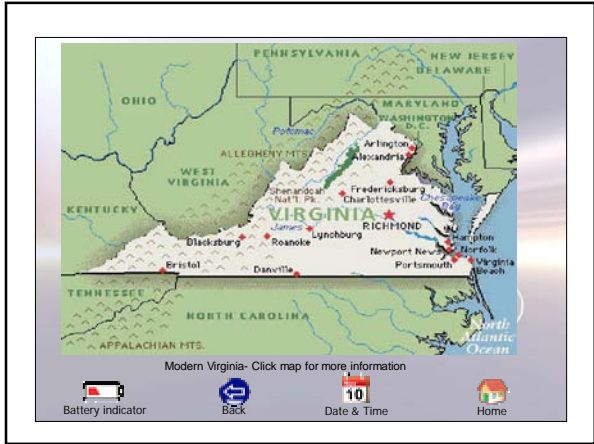 PENNSYLVANIA
NEW JERSEY
DELAWARE
OHIO
MARYLAND
WASHINGTON
D.C.
Potomac
Arlington
Alexandria
ALLEGHENY MTS.
WEST
VIRGINIA
Shenandoah
Nat'l. Pk.
Fredericksburg
Charlottesville
Chesapeake
Bay
KENTUCKY
VIRGINIA
RICHMOND
James
Lynchburg
Blacksburg
Roanoke
Hampton
Newport News
Norfolk
Portsmouth
Virginia
Beach
Bristol
Danville
TENNESSEE
NORTH CAROLINA
North
Atlantic
Ocean
APPALACHIAN MTS.
Modern Virginia- Click map for more information
10
Battery indicator
Back
Date & Time
Home